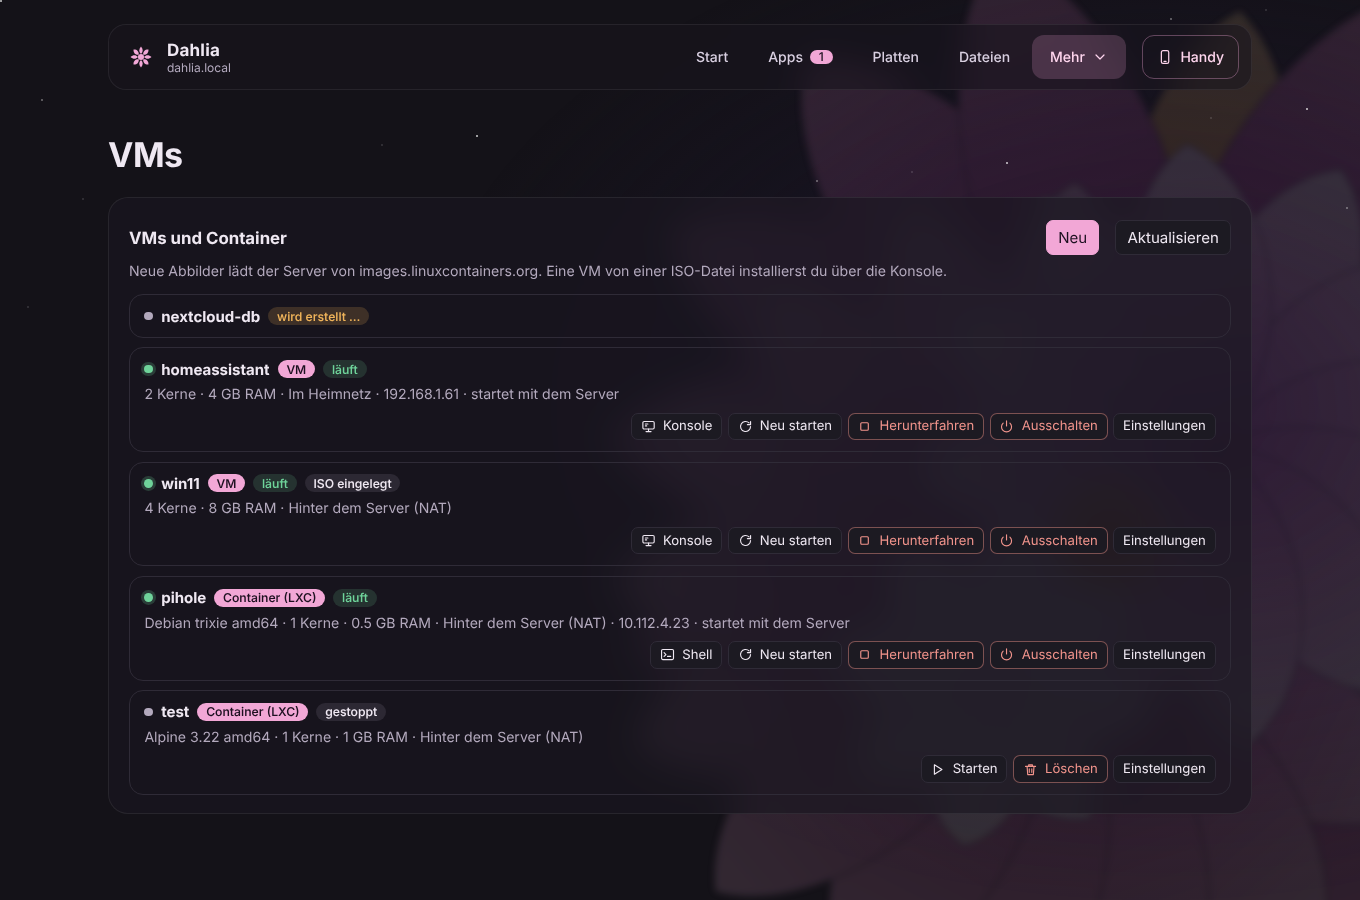 Dahlia
dahlia.local
Start Apps 1 Platten Dateien Mehr Handy
VMs
VMs und Container Neu Aktualisieren
Neue Abbilder lädt der Server von images.linuxcontainers.org. Eine VM von einer ISO-Datei installierst du über die Konsole.
nextcloud-db wird erstellt ...
homeassistant VM läuft
2 Kerne · 4 GB RAM · Im Heimnetz · 192.168.1.61 · startet mit dem Server
Konsole Neu starten Herunterfahren Ausschalten Einstellungen
win11 VM läuft ISO eingelegt
4 Kerne · 8 GB RAM · Hinter dem Server (NAT)
Konsole Neu starten Herunterfahren Ausschalten Einstellungen
pihole Container (LXC) läuft
Debian trixie amd64 · 1 Kerne · 0.5 GB RAM · Hinter dem Server (NAT) · 10.112.4.23 · startet mit dem Server
Shell Neu starten Herunterfahren Ausschalten Einstellungen
test Container (LXC) gestoppt
Alpine 3.22 amd64 · 1 Kerne · 1 GB RAM · Hinter dem Server (NAT)
Starten Löschen Einstellungen